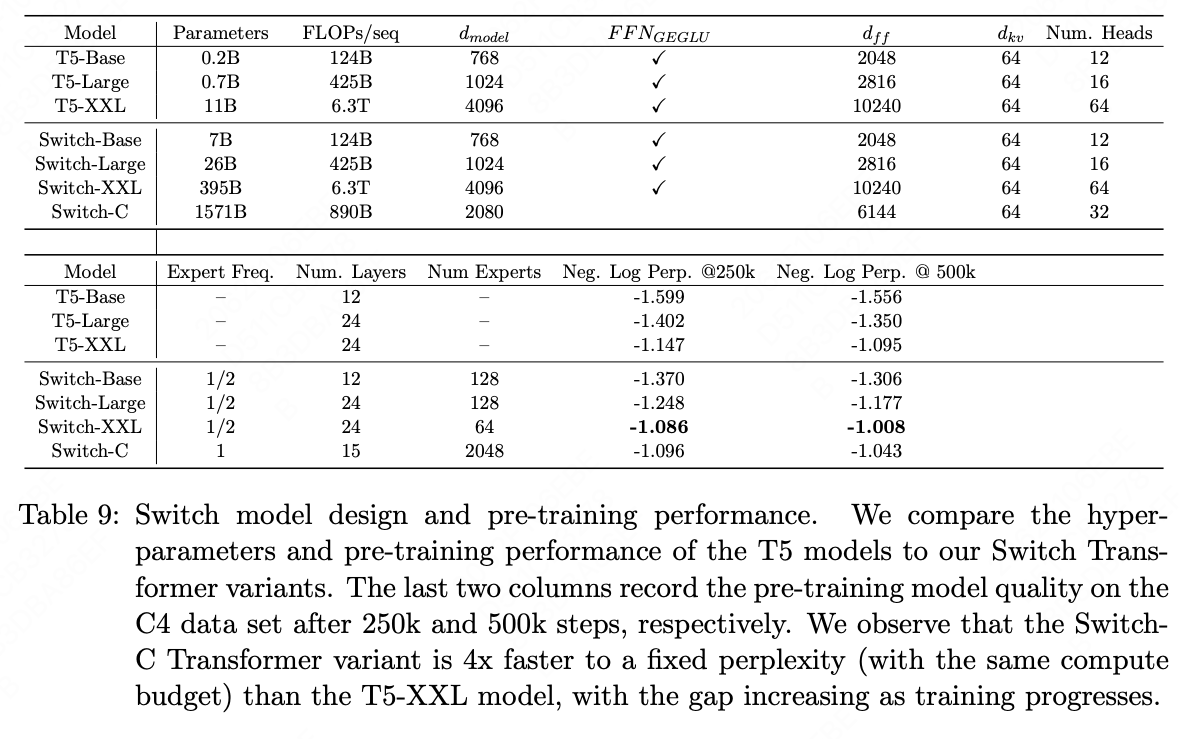 Model Parameters FLOPs/seq d_model FFN_GEGLU d_ff d_kv Num. Heads
T5-Base 0.2B 124B 768 ✓ 2048 64 12
T5-Large 0.7B 425B 1024 ✓ 2816 64 16
T5-XXL 11B 6.3T 4096 ✓ 10240 64 64
Switch-Base 7B 124B 768 ✓ 2048 64 12
Switch-Large 26B 425B 1024 ✓ 2816 64 16
Switch-XXL 395B 6.3T 4096 ✓ 10240 64 64
Switch-C 1571B 890B 2080 6144 64 32
Model Expert Freq. Num. Layers Num Experts Neg. Log Perp. @250k Neg. Log Perp. @ 500k
T5-Base – 12 – -1.599 -1.556
T5-Large – 24 – -1.402 -1.350
T5-XXL – 24 – -1.147 -1.095
Switch-Base 1/2 12 128 -1.370 -1.306
Switch-Large 1/2 24 128 -1.248 -1.177
Switch-XXL 1/2 24 64 -1.086 -1.008
Switch-C 1 15 2048 -1.096 -1.043
Table 9: Switch model design and pre-training performance. We compare the hyper-
parameters and pre-training performance of the T5 models to our Switch Trans-
former variants. The last two columns record the pre-training model quality on the
C4 data set after 250k and 500k steps, respectively. We observe that the Switch-
C Transformer variant is 4x faster to a fixed perplexity (with the same compute
budget) than the T5-XXL model, with the gap increasing as training progresses.